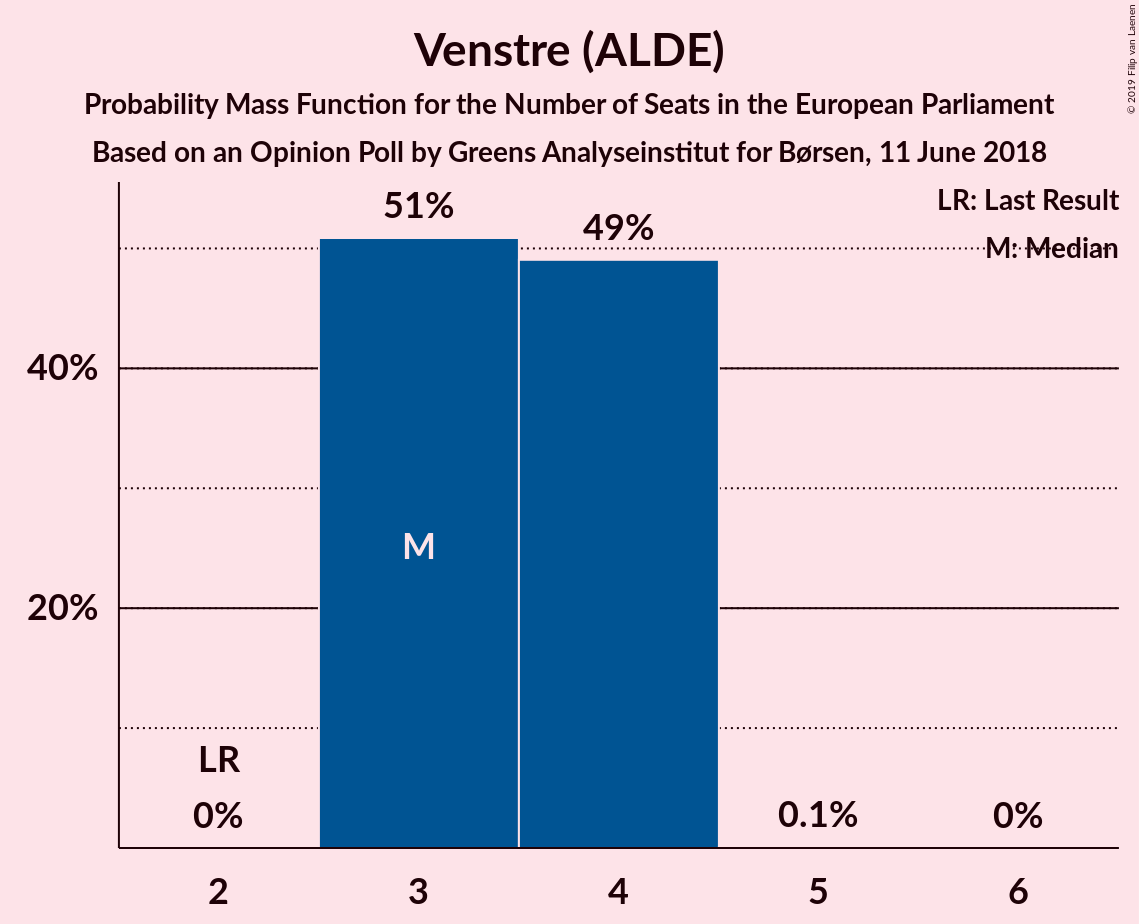 Venstre (ALDE)
Probability Mass Function for the Number of Seats in the European Parliament
Based on an Opinion Poll by Greens Analyseinstitut for Børsen, 11 June 2018
© 2019 Filip van Laenen
LR: Last Result
M: Median
51%
49%
40%
20%
M
LR
0%
0.1%
0%
2
3
4
5
6